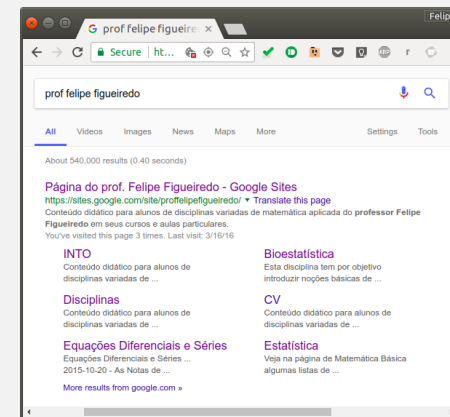 Felip
prof felipe figueire
Secure | ht...
prof felipe figueiredo
All Videos Images News Maps More Settings Tools
About 540,000 results (0.40 seconds)
Página do prof. Felipe Figueiredo - Google Sites
https://sites.google.com/site/proffelipefigueiredo/ ▾ Translate this page
Conteúdo didático para alunos de disciplinas variadas de matemática aplicada do professor Felipe
Figueiredo em seus cursos e aulas particulares.
You've visited this page 3 times. Last visit: 3/16/16
INTO
Conteúdo didático para alunos de
disciplinas variadas de ...
Bioestatística
Esta disciplina tem por objetivo
introduzir noções básicas de ...
Disciplinas
Conteúdo didático para alunos de
disciplinas variadas de ...
CV
Conteúdo didático para alunos de
disciplinas variadas de ...
Equações Diferenciais e Séries
Equações Diferenciais e Séries ...
2015-10-20 - As Notas de ...
Estatística
Veja na página de Matemática Básica
algumas listas de ...
More results from google.com »